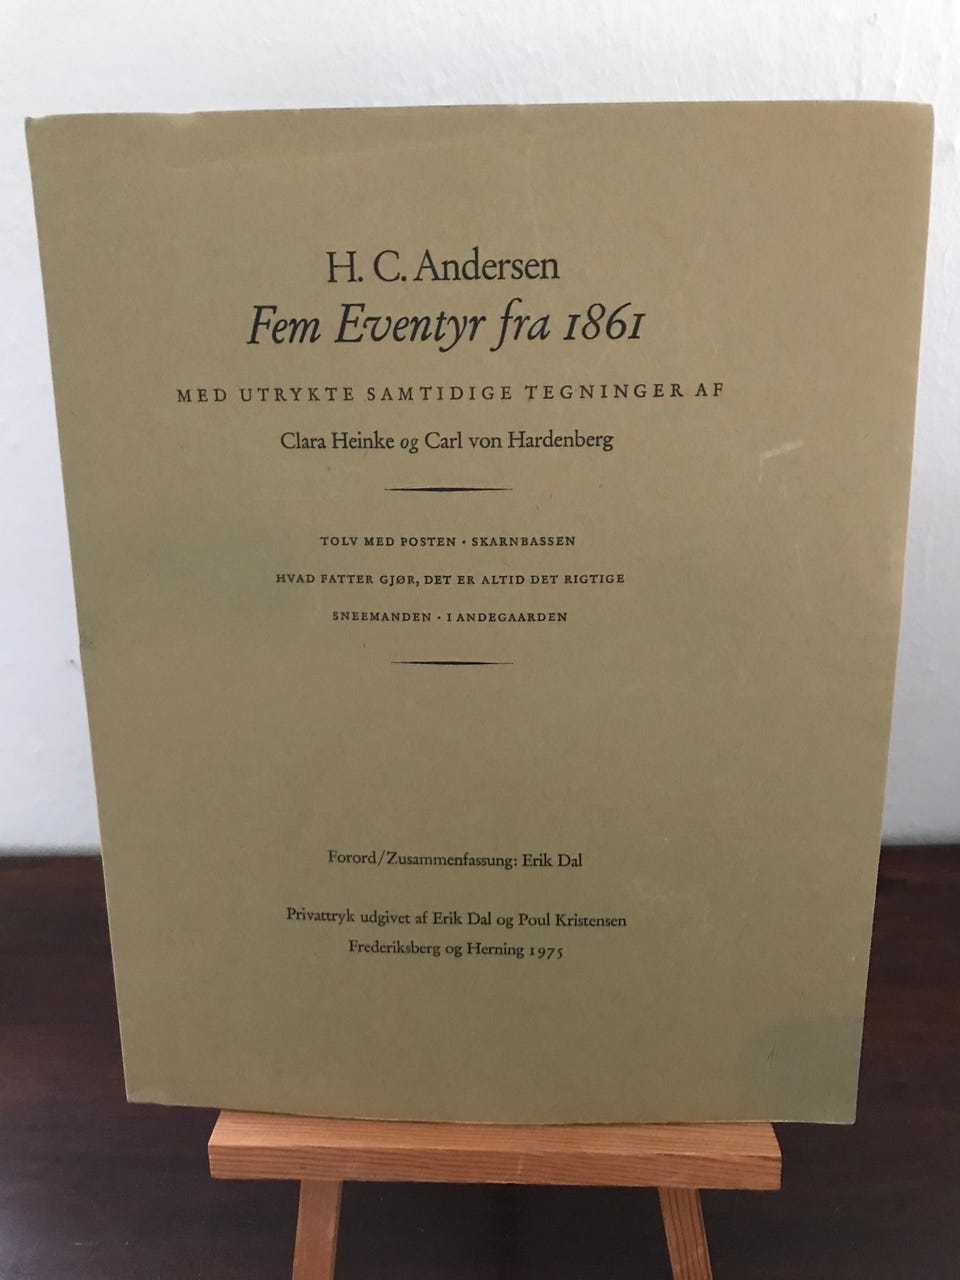 H. C. Andersen
Fem Eventyr fra 1861
MED UTRYKTE SAMTIDIGE TEGNINGER AF
Clara Heinke og Carl von Hardenberg
TOLV MED POSTEN · SKARNBASSEN
HVAD FATTER GJØR, DET ER ALTID DET RIGTIGE
SNEEMANDEN · I ANDEGAARDEN
Forord/Zusammenfassung: Erik Dal
Privattryk udgivet af Erik Dal og Poul Kristensen
Frederiksberg og Herning 1975